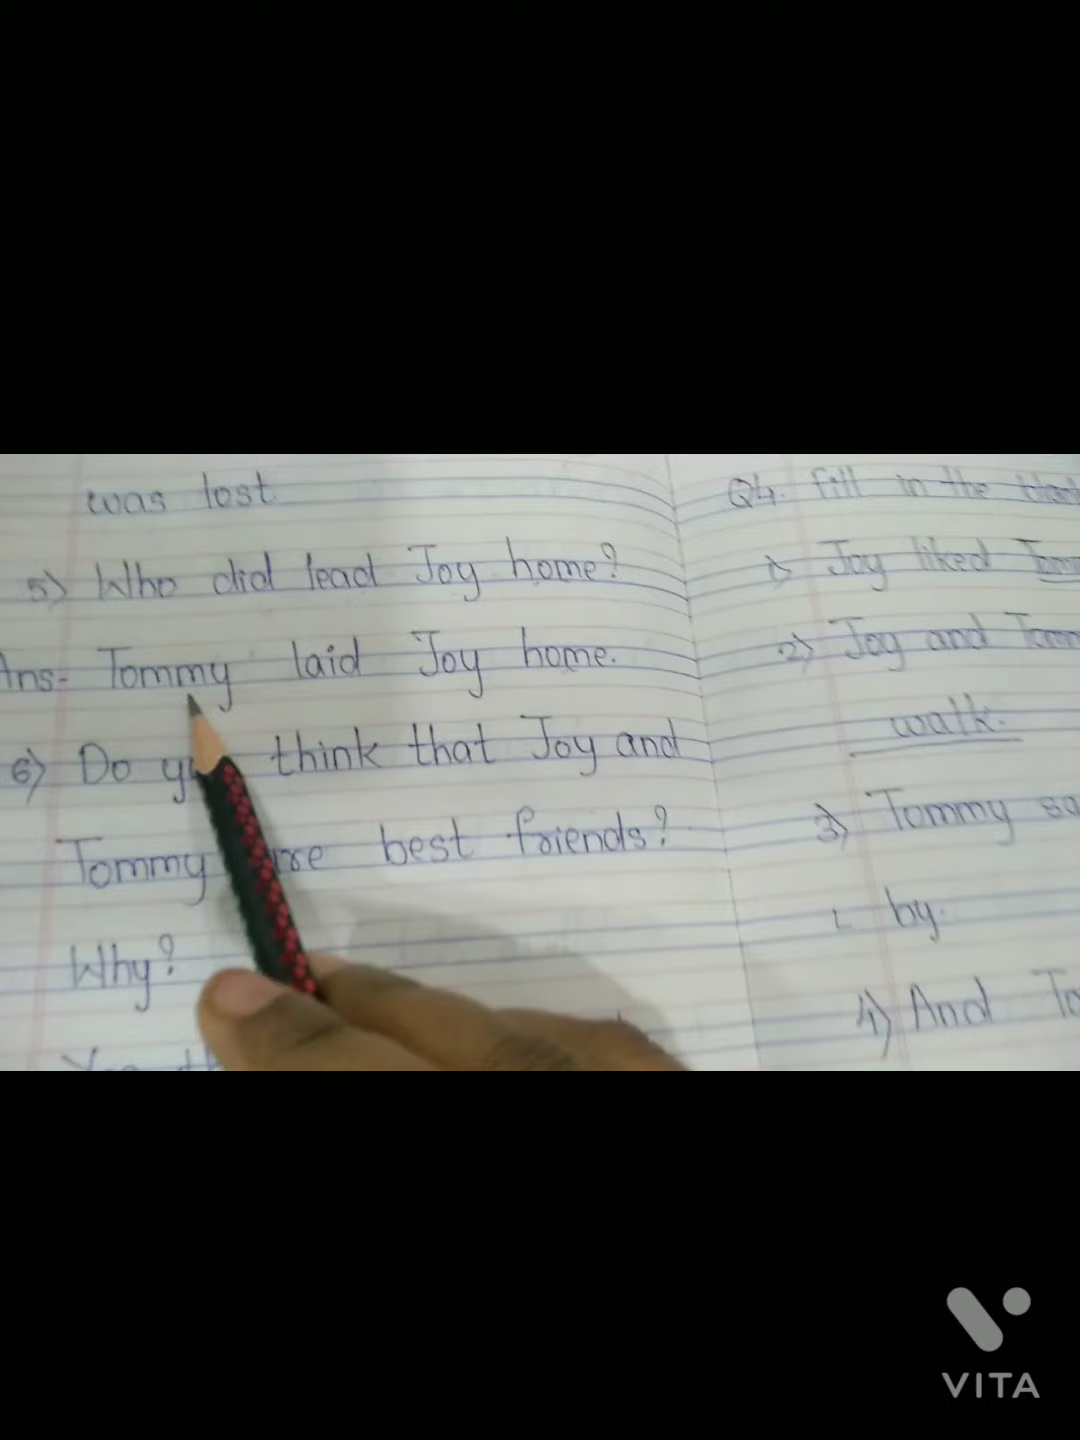 was lost
5) Who did lead Joy home?
Ans- Tommy laid Joy home.
6) Do think that Joy and
Tommy are best friends?
Why?
Q4. Fill in the
1) Joy liked
2) Joy and
walk.
3) Tommy
by.
4) And
VITA